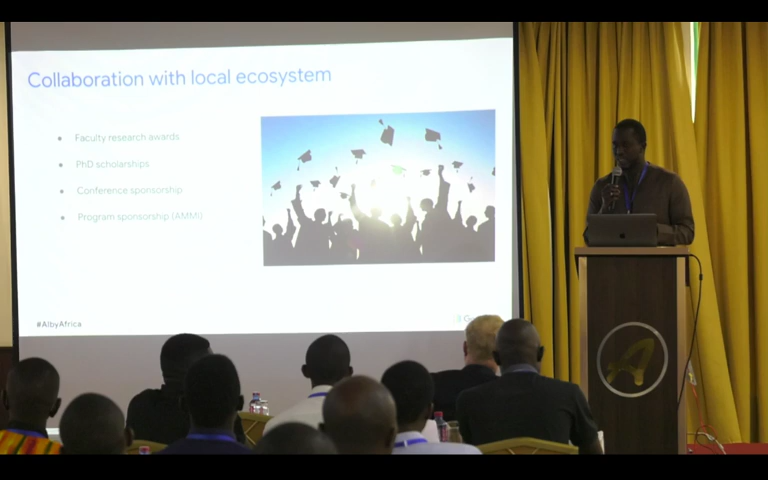 Collaboration with local ecosystem
Faculty research awards
PhD scholarships
Conference sponsorship
Program sponsorship (AMMI)
#AIbyAfrica